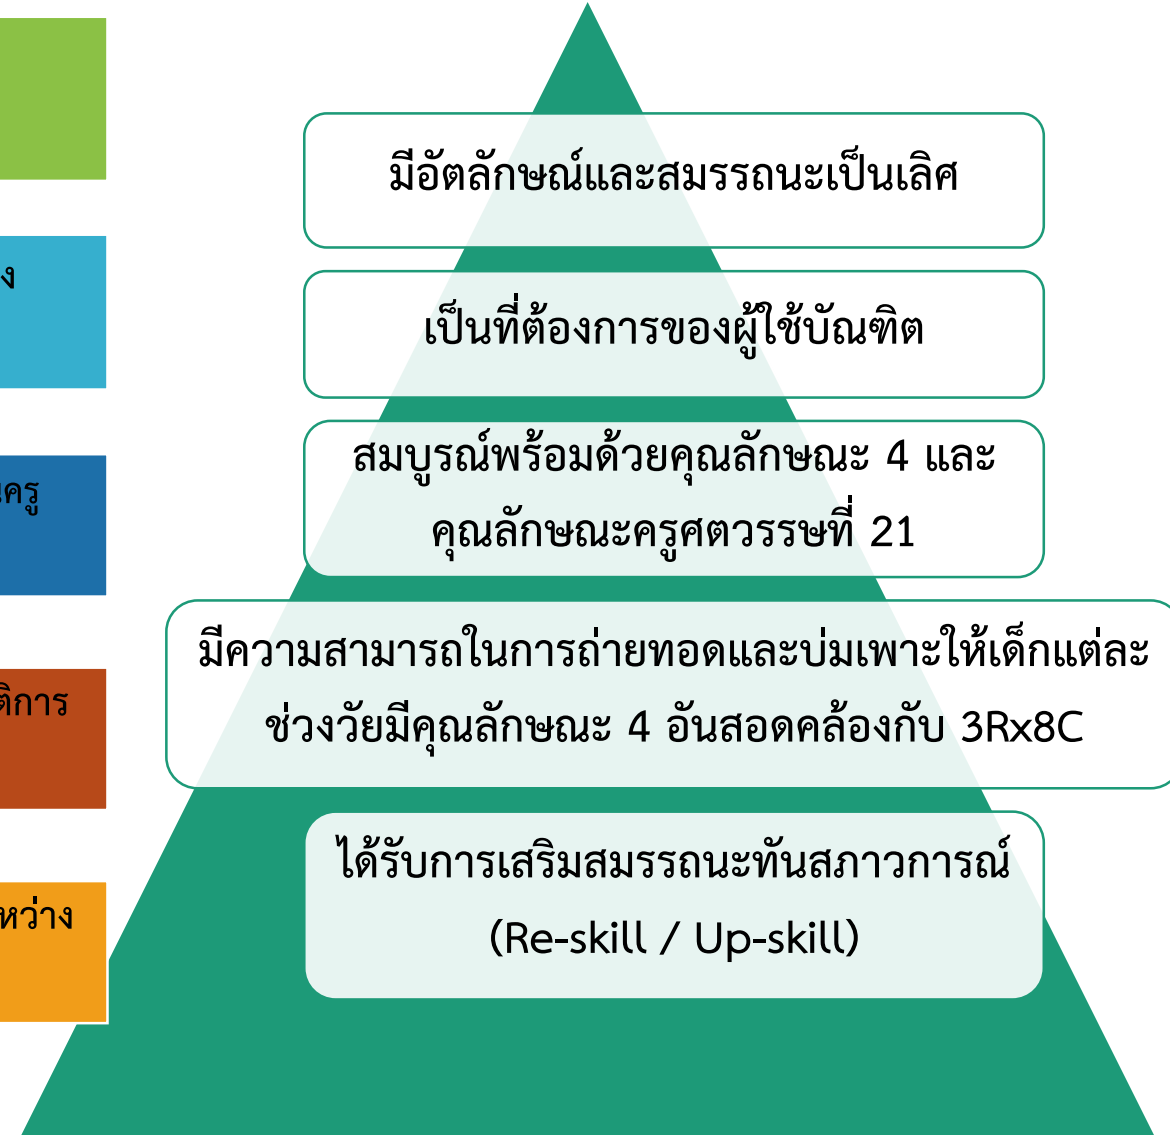 มีอัตลักษณ์และสมรรถนะเป็นเลิศ
เป็นที่ต้องการของผู้ใช้บัณฑิต
สมบูรณ์พร้อมด้วยคุณลักษณะ 4 และ
คุณลักษณะครูศตวรรษที่ 21
มีความสามารถในการถ่ายทอดและบ่มเพาะให้เด็กแต่ละ
ช่วงวัยมีคุณลักษณะ 4 อันสอดคล้องกับ 3Rx8C
ได้รับการเสริมสมรรถนะทันสภาวการณ์
(Re-skill / Up-skill)